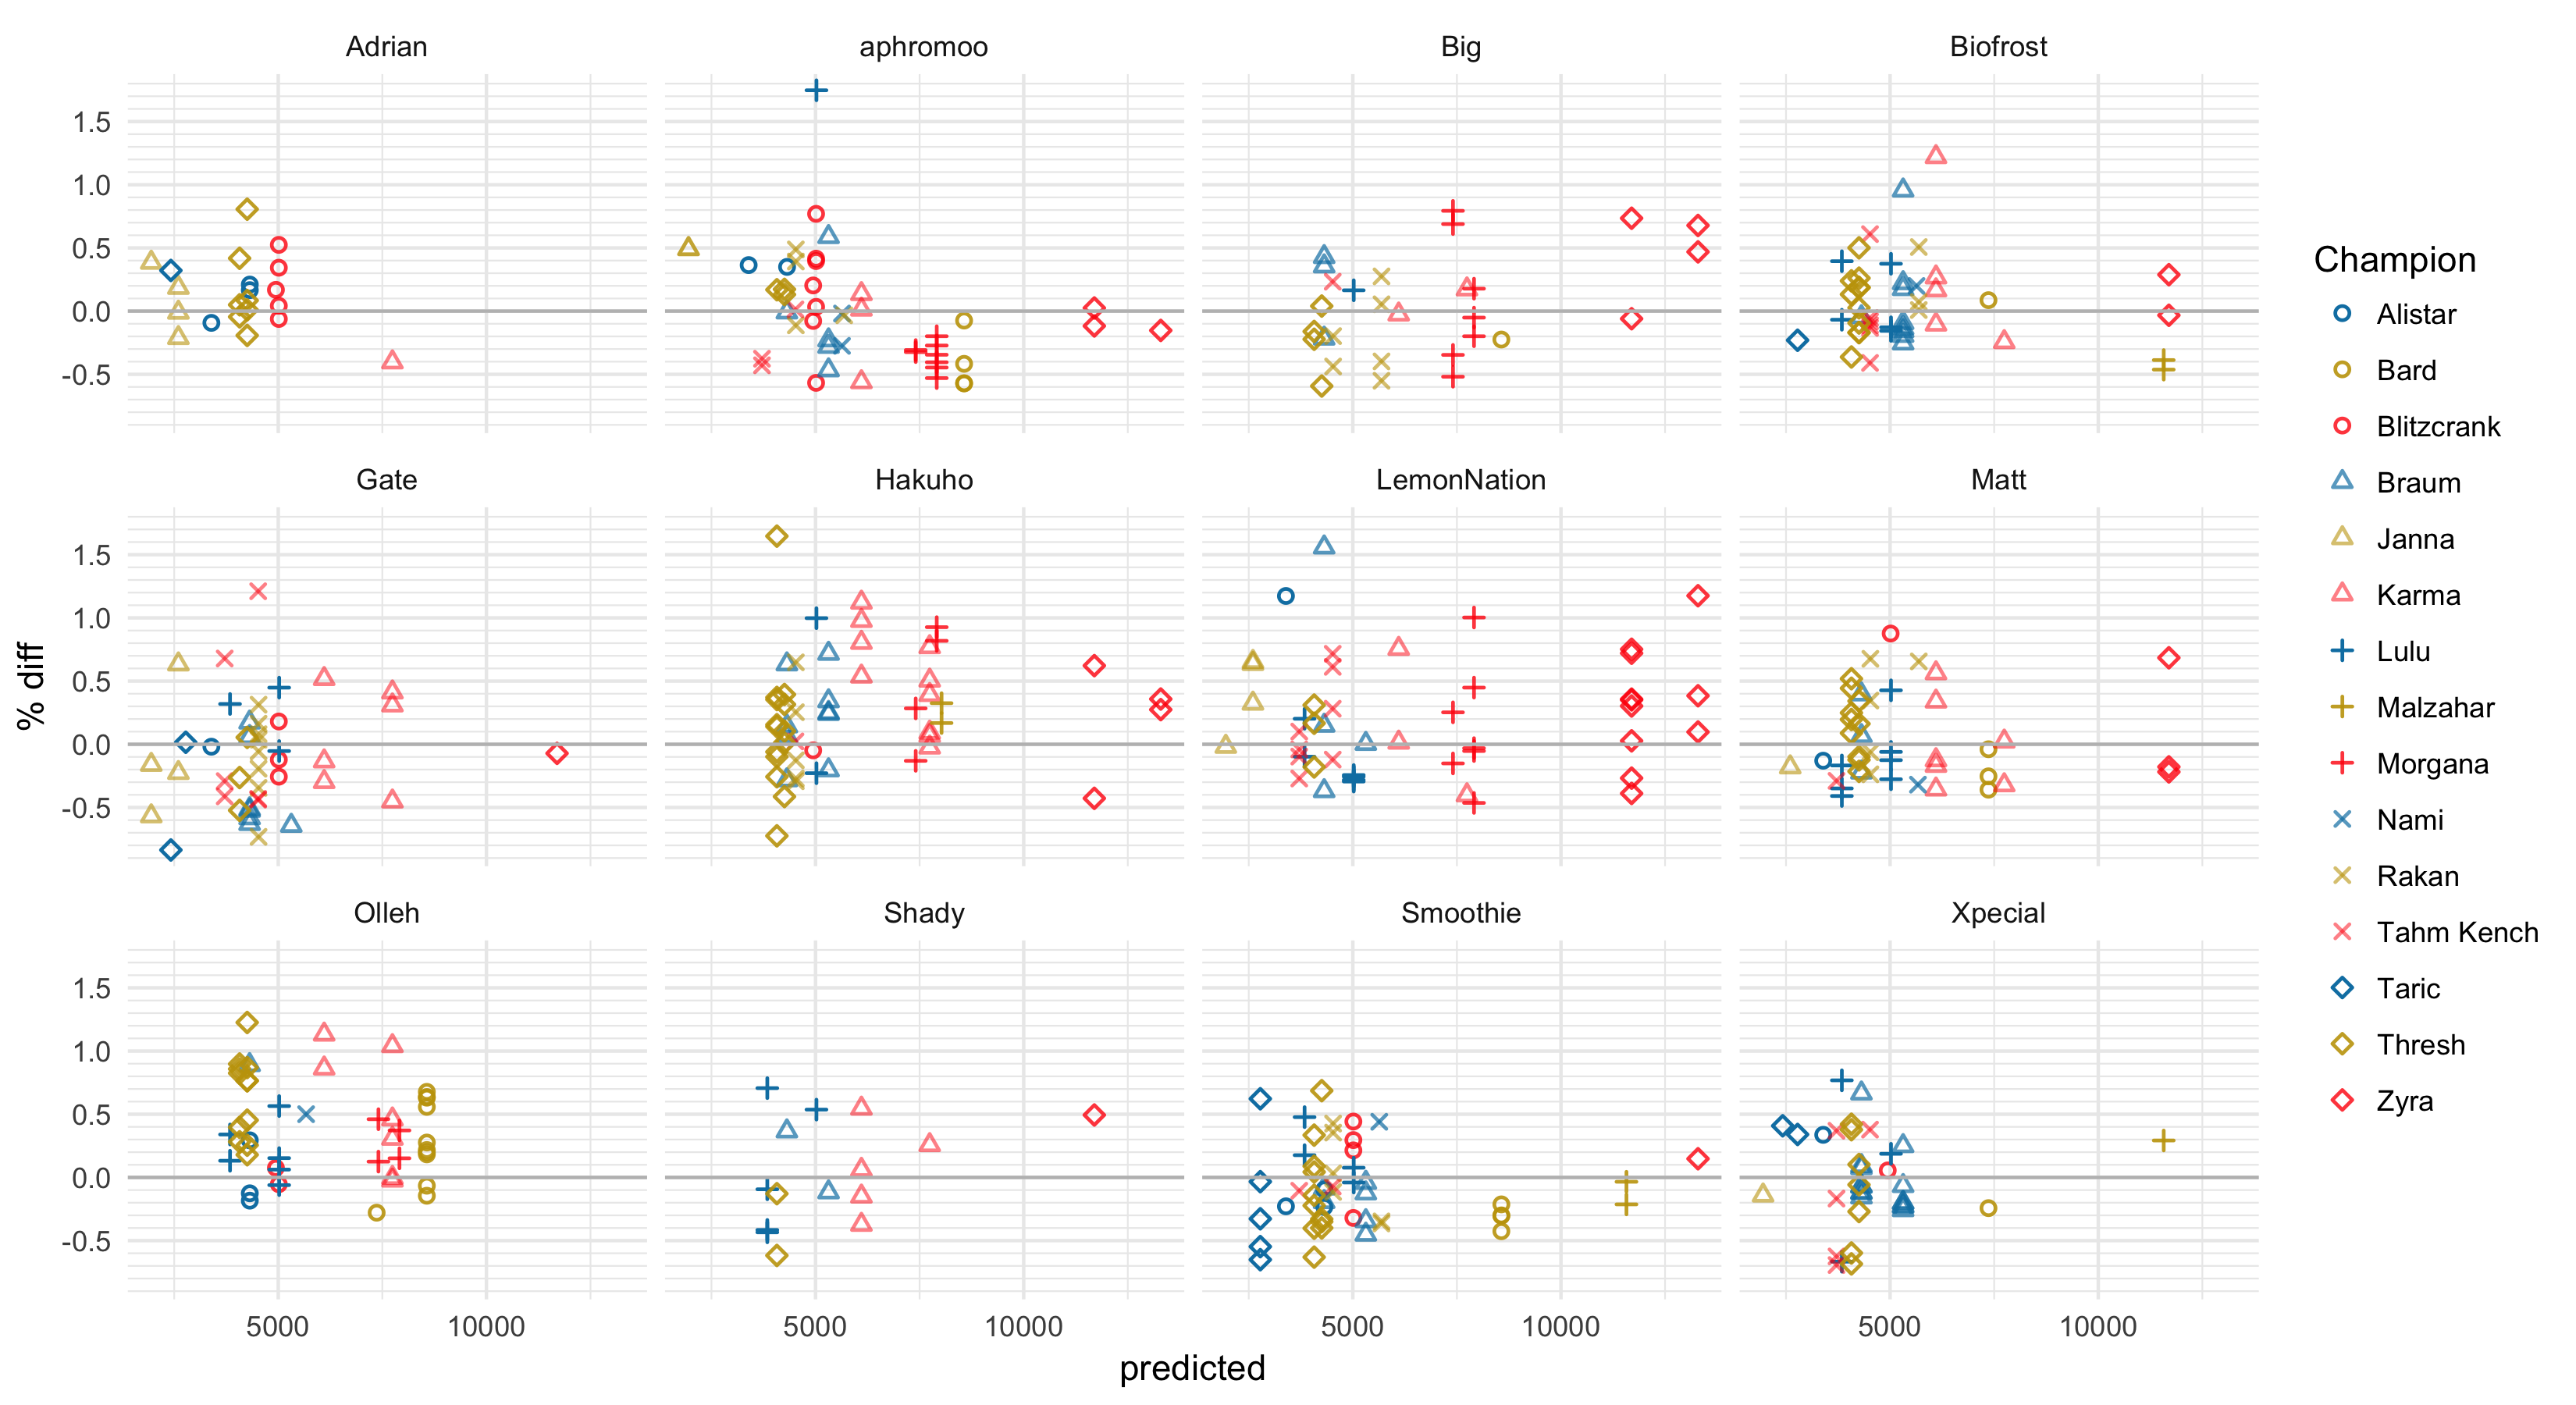 Adrian
aphromoo
Big
Biofrost
1.5
1.0
0.5
0.0
-0.5
Gate
Hakuho
LemonNation
Matt
1.5
1.0
0.5
0.0
-0.5
% diff
Olleh
Shady
Smoothie
Xpecial
1.5
1.0
0.5
0.0
-0.5
5000 10000
5000 10000
5000 10000
5000 10000
predicted
Champion
Alistar
Bard
Blitzcrank
Braum
Janna
Karma
Lulu
Malzahar
Morgana
Nami
Rakan
Tahm Kench
Taric
Thresh
Zyra